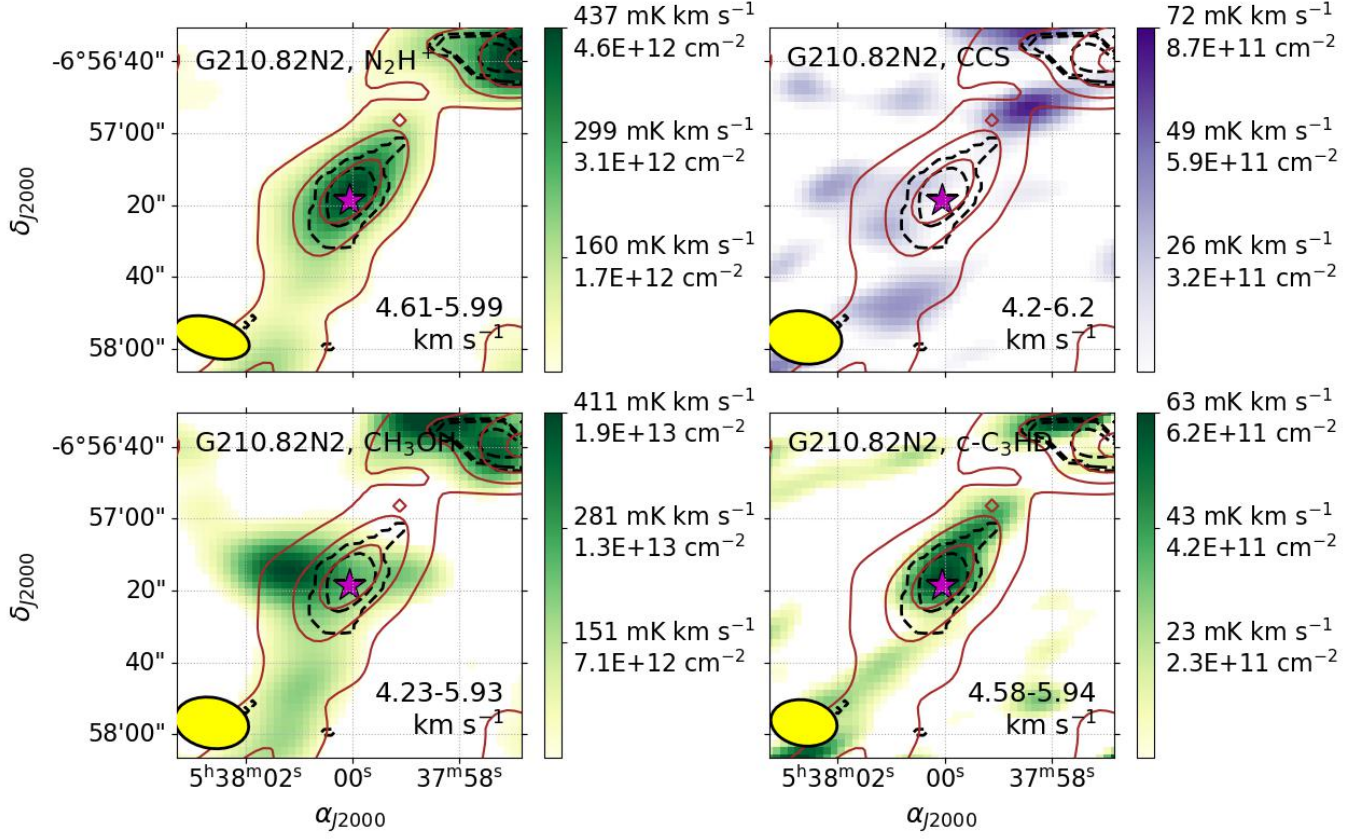 G210.82N2, N₂H⁺
4.61-5.99
km s⁻¹
-6°56'40"
57'00"
20"
40"
58'00"
δJ2000
437 mK km s⁻¹
4.6E+12 cm⁻²
299 mK km s⁻¹
3.1E+12 cm⁻²
160 mK km s⁻¹
1.7E+12 cm⁻²
G210.82N2, CCS
4.2-6.2
km s⁻¹
72 mK km s⁻¹
8.7E+11 cm⁻²
49 mK km s⁻¹
5.9E+11 cm⁻²
26 mK km s⁻¹
3.2E+11 cm⁻²
G210.82N2, CH₃OH
4.23-5.93
km s⁻¹
-6°56'40"
57'00"
20"
40"
58'00"
δJ2000
5ʰ38ᵐ02ˢ 00ˢ 37ᵐ58ˢ
αJ2000
411 mK km s⁻¹
1.9E+13 cm⁻²
281 mK km s⁻¹
1.3E+13 cm⁻²
151 mK km s⁻¹
7.1E+12 cm⁻²
G210.82N2, c-C₃HD
4.58-5.94
km s⁻¹
5ʰ38ᵐ02ˢ 00ˢ 37ᵐ58ˢ
αJ2000
63 mK km s⁻¹
6.2E+11 cm⁻²
43 mK km s⁻¹
4.2E+11 cm⁻²
23 mK km s⁻¹
2.3E+11 cm⁻²